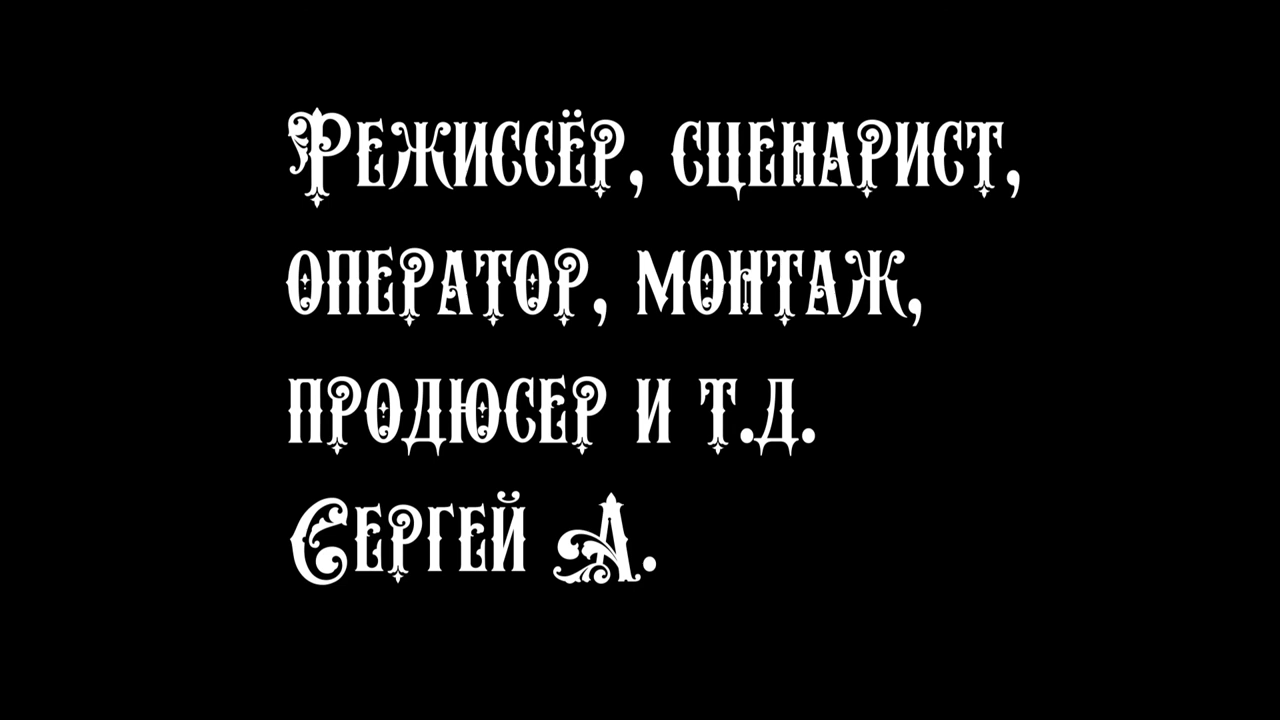 Режиссёр, сценарист,
оператор, монтаж,
продюсер и т.д.
Сергей А.